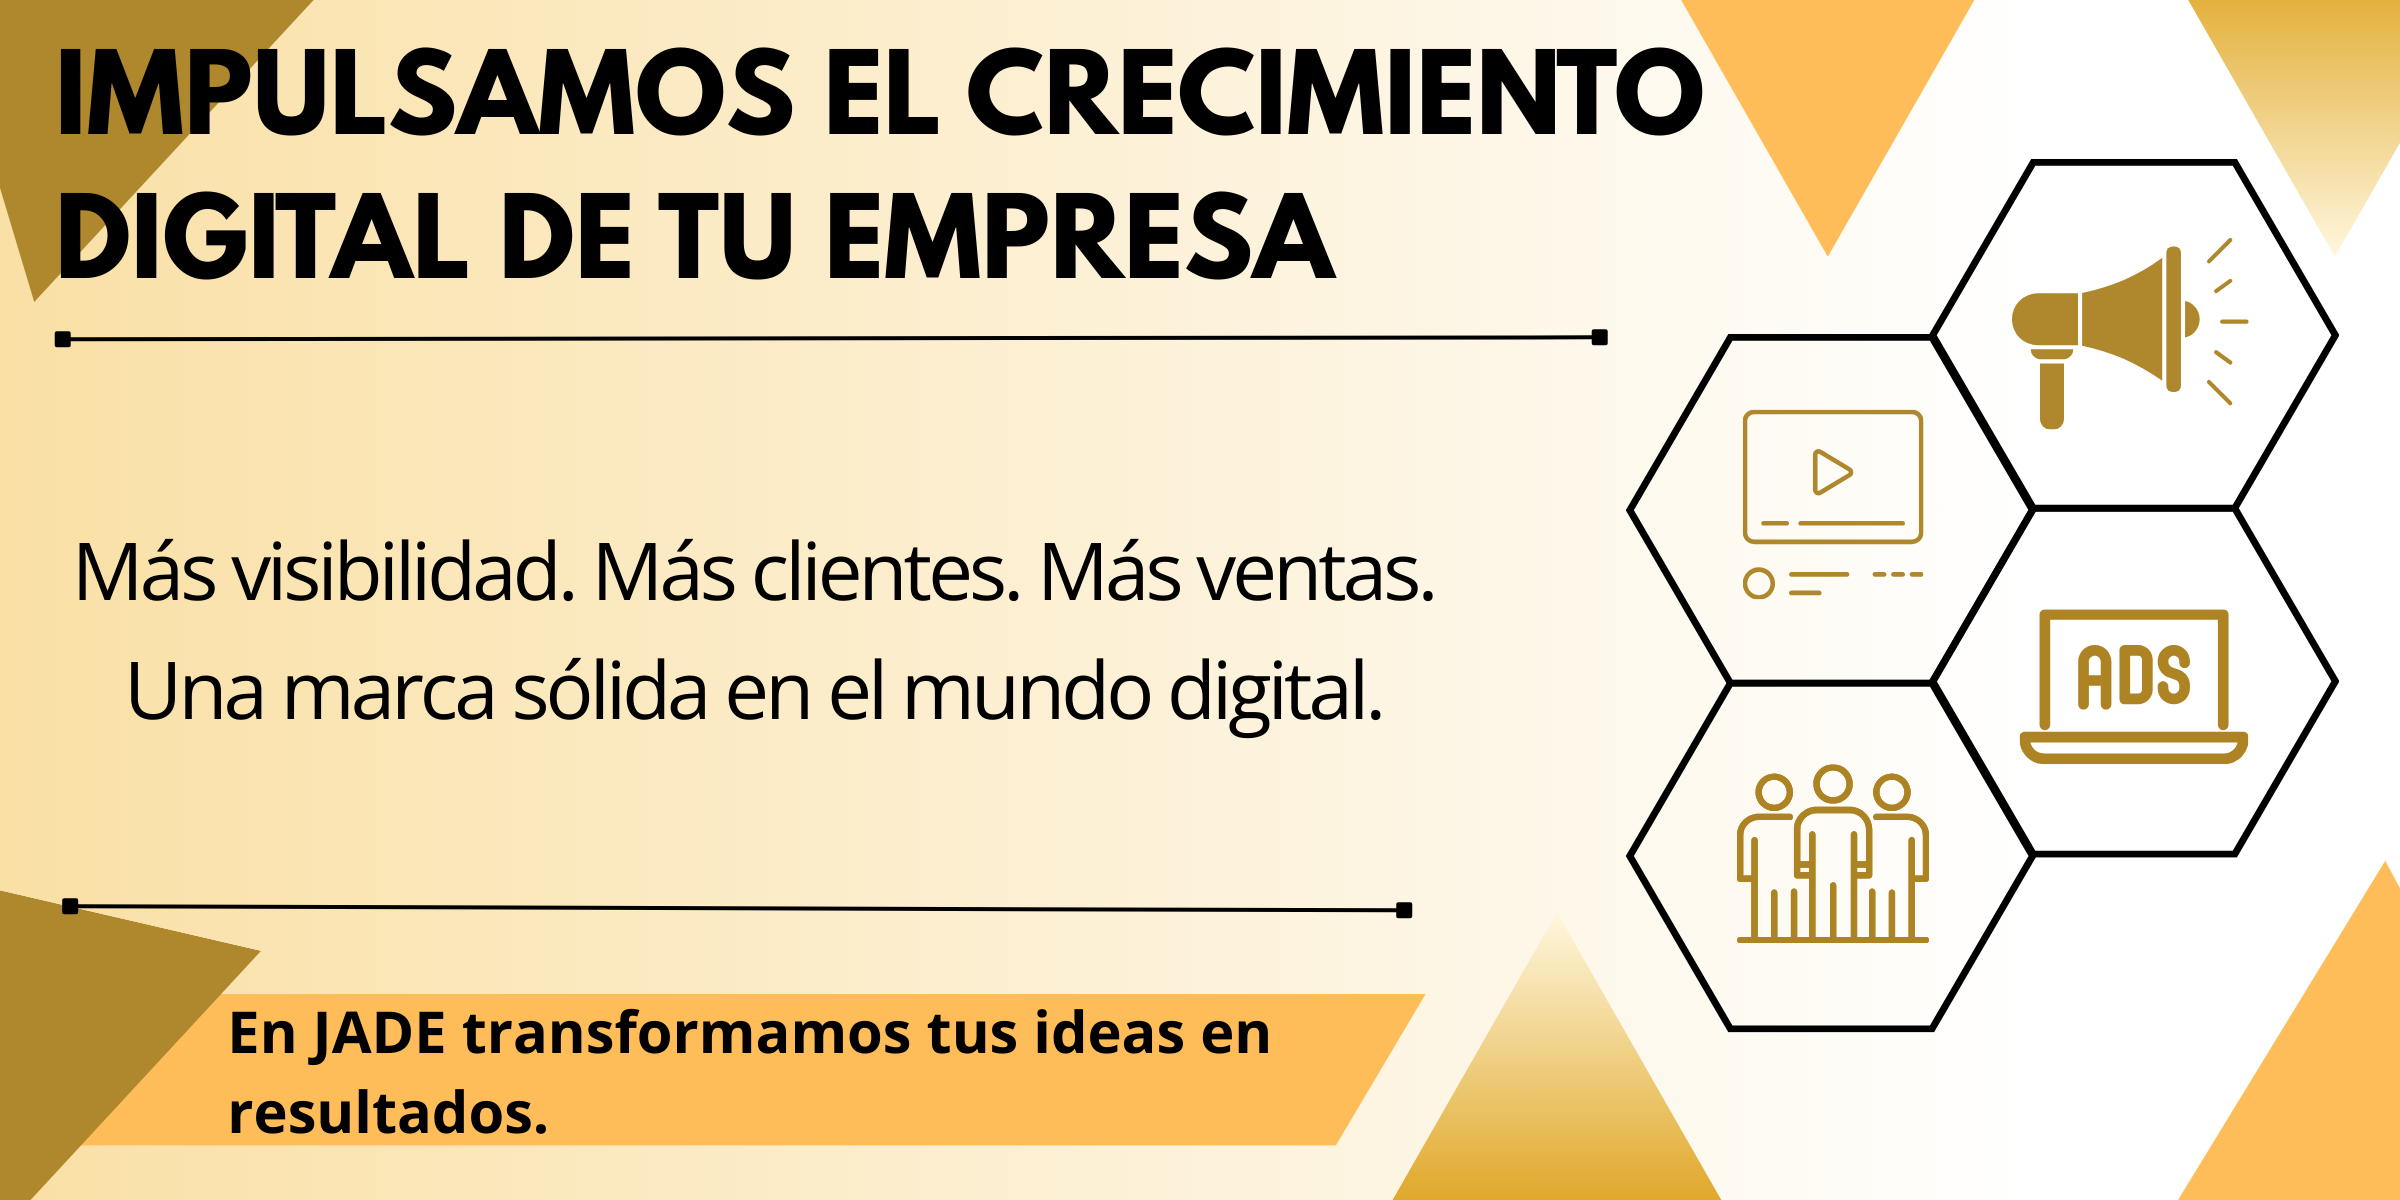 IMPULSAMOS EL CRECIMIENTO
DIGITAL DE TU EMPRESA
Más visibilidad. Más clientes. Más ventas.
Una marca sólida en el mundo digital.
ADS
En JADE transformamos tus ideas en
resultados.